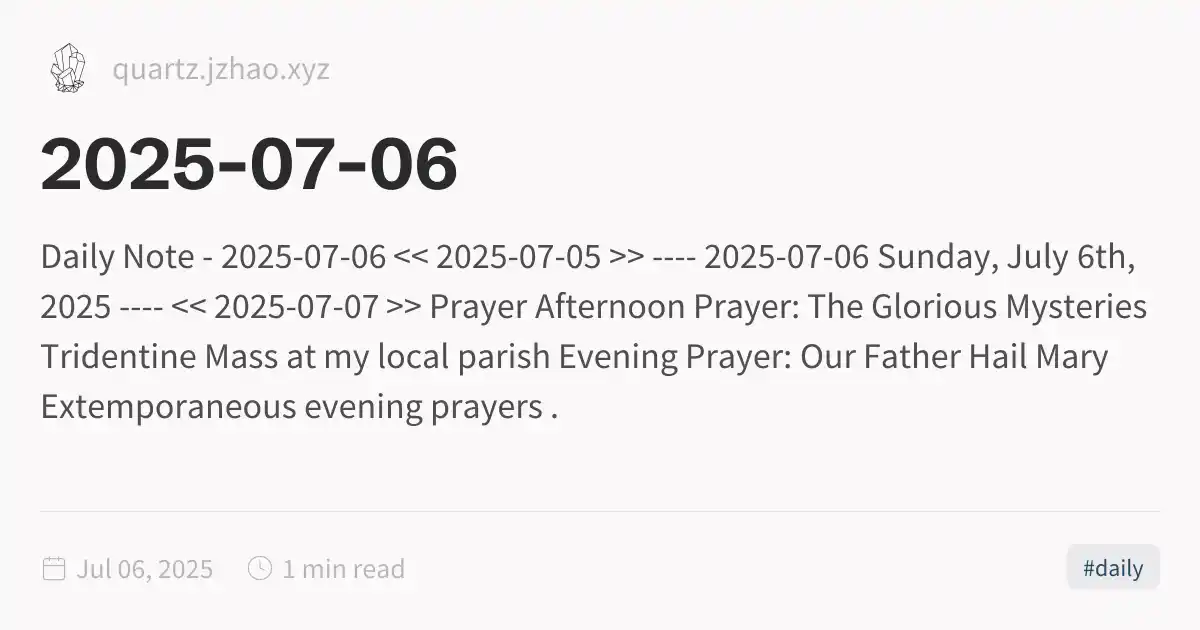 quartz.jzhao.xyz
2025-07-06
Daily Note - 2025-07-06 << 2025-07-05 >> ---- 2025-07-06 Sunday, July 6th,
2025 ---- << 2025-07-07 >> Prayer Afternoon Prayer: The Glorious Mysteries
Tridentine Mass at my local parish Evening Prayer: Our Father Hail Mary
Extemporaneous evening prayers .
Jul 06, 2025 1 min read #daily